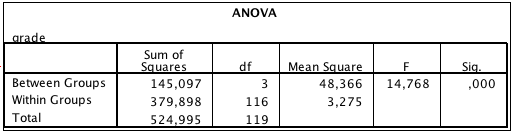 ANOVA
grade
Sum of Squares df Mean Square F Sig.
Between Groups 145,097 3 48,366 14,768 ,000
Within Groups 379,898 116 3,275
Total 524,995 119